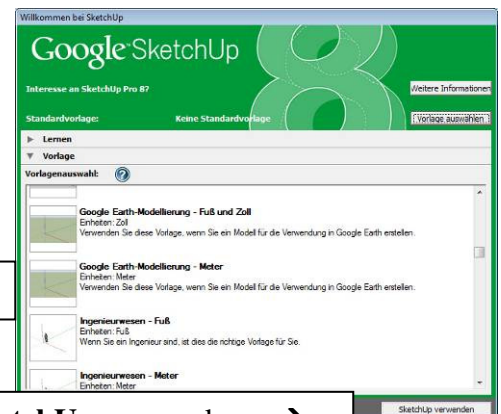 Willkommen bei SketchUp
Google SketchUp
8
Interesse an SketchUp Pro 8?
Weitere Informationen
Standardvorlage: Keine Standardvorlage
Vorlage auswählen
Lernen
Vorlage
Vorlagenauswahl:
Google Earth-Modellierung - Fuß und Zoll
Einheiten: Zoll
Verwenden Sie diese Vorlage, wenn Sie ein Modell für die Verwendung in Google Earth erstellen.
Google Earth-Modellierung - Meter
Einheiten: Meter
Verwenden Sie diese Vorlage, wenn Sie ein Modell für die Verwendung in Google Earth erstellen.
Ingenieurwesen - Fuß
Einheiten: Fuß
Wenn Sie ein Ingenieur sind, ist dies die richtige Vorlage für Sie.
Ingenieurwesen - Meter
Einheiten: Meter
SketchUp verwenden